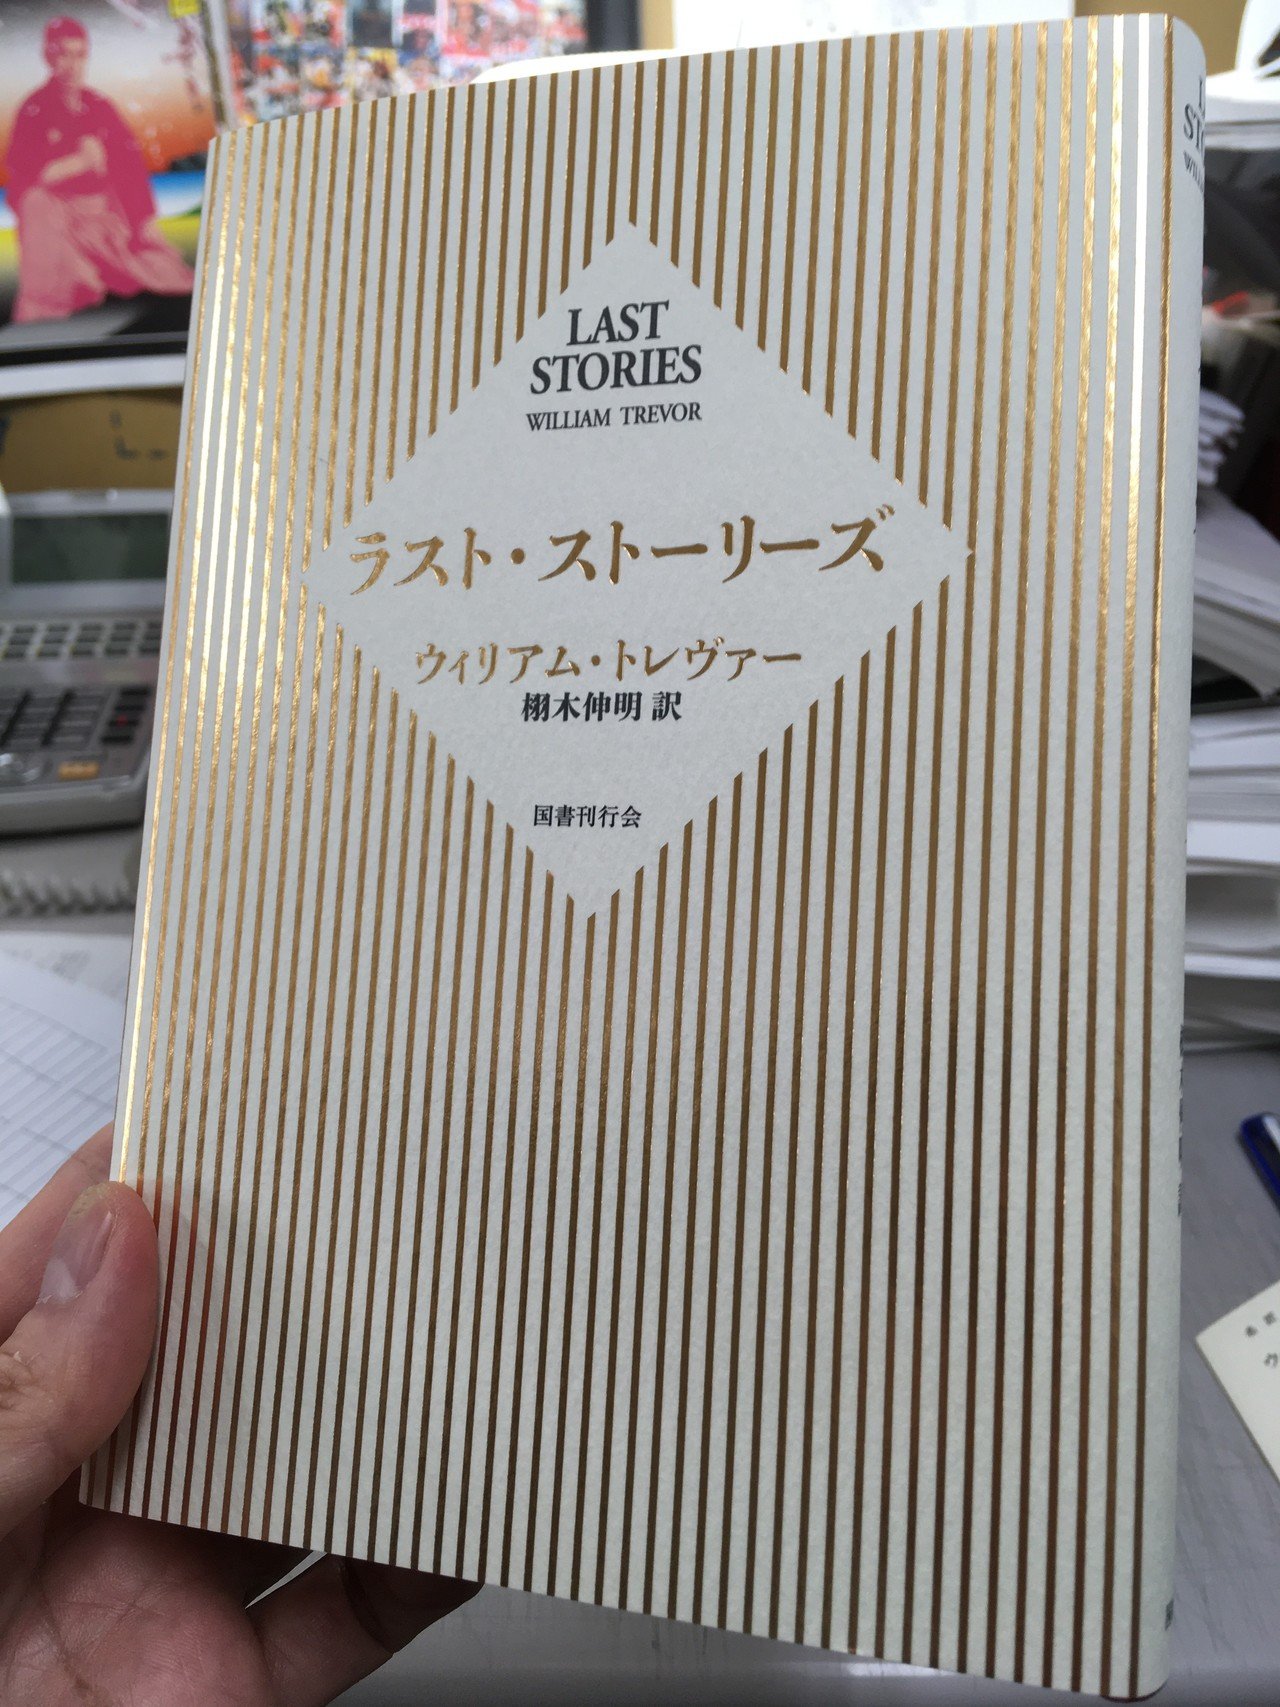 LAST
STORIES
WILLIAM TREVOR
ラスト・ストーリーズ
ウィリアム・トレヴァー
栩木伸明 訳
国書刊行会